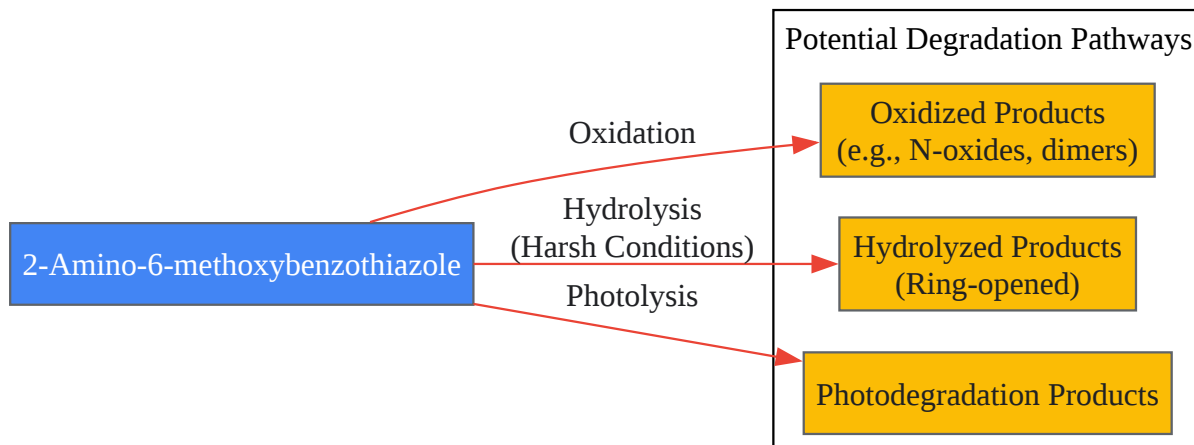 Potential Degradation Pathways
Oxidized Products
(e.g., N-oxides, dimers)
Oxidation
Hydrolysis
(Harsh Conditions)
2-Amino-6-methoxybenzothiazole
Hydrolyzed Products
(Ring-opened)
Photolysis
Photodegradation Products